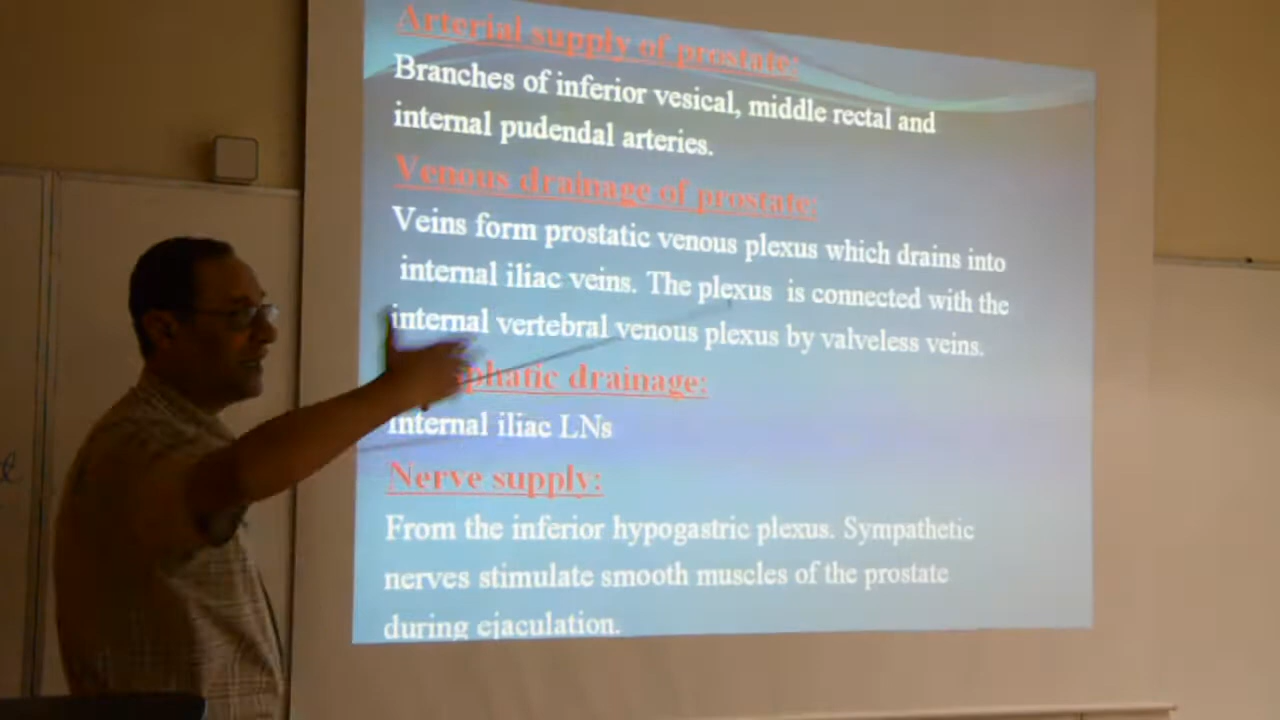 Arterial supply of prostate:
Branches of inferior vesical, middle rectal and
internal pudendal arteries.
Venous drainage of prostate:
Veins form prostatic venous plexus which drains into
internal iliac veins. The plexus is connected with the
internal vertebral venous plexus by valveless veins.
phatic drainage:
Internal iliac LNs
Nerve supply:
From the inferior hypogastric plexus. Sympathetic
nerves stimulate smooth muscles of the prostate
during ejaculation.